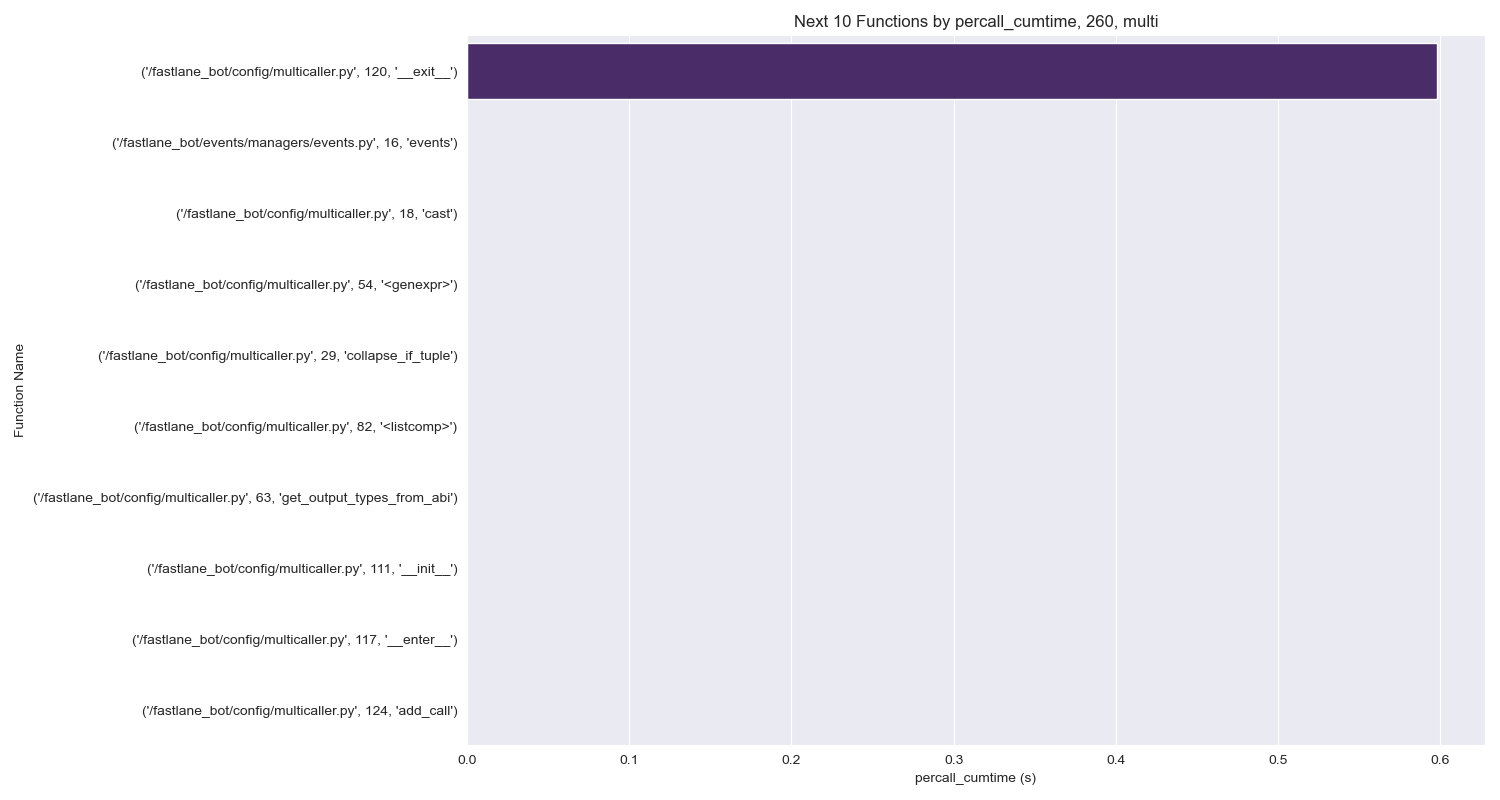 Next 10 Functions by percall_cumtime, 260, multi
('/fastlane_bot/config/multicaller.py', 120, '__exit__')
('/fastlane_bot/events/managers/events.py', 16, 'events')
('/fastlane_bot/config/multicaller.py', 18, 'cast')
('/fastlane_bot/config/multicaller.py', 54, '<genexpr>')
('/fastlane_bot/config/multicaller.py', 29, 'collapse_if_tuple')
('/fastlane_bot/config/multicaller.py', 82, '<listcomp>')
('/fastlane_bot/config/multicaller.py', 63, 'get_output_types_from_abi')
('/fastlane_bot/config/multicaller.py', 111, '__init__')
('/fastlane_bot/config/multicaller.py', 117, '__enter__')
('/fastlane_bot/config/multicaller.py', 124, 'add_call')
Function Name
0.0 0.1 0.2 0.3 0.4 0.5 0.6
percall_cumtime (s)